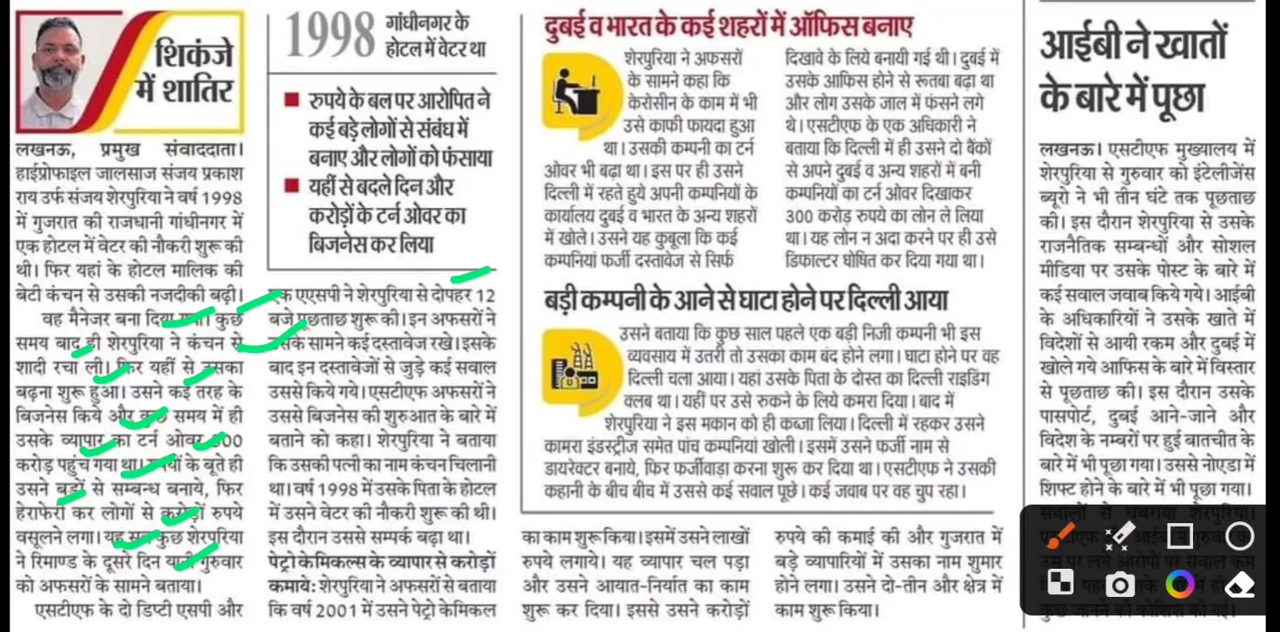 शिकंजे
में शातिर
लखनऊ, प्रमुख संवाददाता।
हाईप्रोफाइल जालसाज संजय प्रकाश
राय उर्फ संजय शेरपुरिया ने वर्ष 1998
में गुजरात की राजधानी गांधीनगर में
एक होटल में वेटर की नौकरी शुरू की
थी। फिर यहां के होटल मालिक की
बेटी कंचन से उसकी नजदीकी बढ़ी।
वह मैनेजर बना दिया गया। कुछ
समय बाद ही शेरपुरिया ने कंचन से
शादी रचा ली। फिर यहीं से उसका
बढ़ना शुरू हुआ। उसने कई तरह के
बिजनेस किये और कुछ समय में ही
उसके व्यापार का टर्न ओवर 300
करोड़ पहुंच गया था। रुपयों के बूते ही
उसने बड़ों से सम्बन्ध बनाये, फिर
हेराफेरी कर लोगों से करोड़ों रुपये
वसूलने लगा। यह सब कुछ शेरपुरिया
ने रिमाण्ड के दूसरे दिन यानी गुरुवार
को अफसरों के सामने बताया।
एसटीएफ के दो डिप्टी एसपी और
1998 गांधीनगर के
होटल में वेटर था
रुपये के बल पर आरोपित ने
कई बड़े लोगों से संबंध में
बनाए और लोगों को फंसाया
यहीं से बदले दिन और
करोड़ों के टर्न ओवर का
बिजनेस कर लिया
एक एएसपी ने शेरपुरिया से दोपहर 12
बजे पूछताछ शुरू की। इन अफसरों ने
उसके सामने कई दस्तावेज रखे। इसके
बाद इन दस्तावेजों से जुड़े कई सवाल
उससे किये गये। एसटीएफ अफसरों ने
उससे बिजनेस की शुरुआत के बारे में
बताने को कहा। शेरपुरिया ने बताया
कि उसकी पत्नी का नाम कंचन चिलानी
था। वर्ष 1998 में उसके पिता के होटल
में उसने वेटर की नौकरी शुरू की थी।
इस दौरान उससे सम्पर्क बढ़ा था।
पेट्रो केमिकल्स के व्यापार से करोड़ों
कमाये: शेरपुरिया ने अफसरों से बताया
कि वर्ष 2001 में उसने पेट्रो केमिकल
दुबई व भारत के कई शहरों में ऑफिस बनाए
शेरपुरिया ने अफसरों
के सामने कहा कि
केरोसीन के काम में भी
उसे काफी फायदा हुआ
था। उसकी कम्पनी का टर्न
ओवर भी बढ़ा था। इस पर ही उसने
दिल्ली में रहते हुये अपनी कम्पनियों के
कार्यालय दुबई व भारत के अन्य शहरों
में खोले। उसने यह कुबूला कि कई
कम्पनियां फर्जी दस्तावेज से सिर्फ
दिखावे के लिये बनायी गई थी। दुबई में
उसके आफिस होने से रूतबा बढ़ा था
और लोग उसके जाल में फंसने लगे
थे। एसटीएफ के एक अधिकारी ने
बताया कि दिल्ली में ही उसने दो बैंकों
से अपने दुबई व अन्य शहरों में बनी
कम्पनियों का टर्न ओवर दिखाकर
300 करोड़ रुपये का लोन ले लिया
था। यह लोन न अदा करने पर ही उसे
डिफाल्टर घोषित कर दिया गया था।
बड़ी कम्पनी के आने से घाटा होने पर दिल्ली आया
उसने बताया कि कुछ साल पहले एक बड़ी निजी कम्पनी भी इस
व्यवसाय में उतरी तो उसका काम बंद होने लगा। घाटा होने पर वह
दिल्ली चला आया। यहां उसके पिता के दोस्त का दिल्ली राइडिंग
क्लब था। यहीं पर उसे रुकने के लिये कमरा दिया। बाद में
शेरपुरिया ने इस मकान को ही कब्जा लिया। दिल्ली में रहकर उसने
कामरा इंडस्ट्रीज समेत पांच कम्पनियां खोली। इसमें उसने फर्जी नाम से
डायरेक्टर बनाये, फिर फर्जीवाड़ा करना शुरू कर दिया था। एसटीएफ ने उसकी
कहानी के बीच बीच में उससे कई सवाल पूछे। कई जवाब पर वह चुप रहा।
का काम शुरू किया। इसमें उसने लाखों
रुपये लगाये। यह व्यापार चल पड़ा
और उसने आयात-निर्यात का काम
शुरू कर दिया। इससे उसने करोड़ों
रुपये की कमाई की और गुजरात में
बड़े व्यापारियों में उसका नाम शुमार
होने लगा। उसने दो-तीन और क्षेत्र में
काम शुरू किया।
आईबी ने खातों
के बारे में पूछा
लखनऊ। एसटीएफ मुख्यालय में
शेरपुरिया से गुरुवार को इंटेलीजेंस
ब्यूरो ने भी तीन घंटे तक पूछताछ
की। इस दौरान शेरपुरिया से उसके
राजनैतिक सम्बन्धों और सोशल
मीडिया पर उसके पोस्ट के बारे में
कई सवाल जवाब किये गये। आईबी
के अधिकारियों ने उसके खाते में
विदेशों से आयी रकम और दुबई में
खोले गये आफिस के बारे में विस्तार
से पूछताछ की। इस दौरान उसके
पासपोर्ट, दुबई आने-जाने और
विदेश के नम्बरों पर हुई बातचीत के
बारे में भी पूछा गया। उससे नोएडा में
शिफ्ट होने के बारे में भी पूछा गया।
सवालों से घबराया शेरपुरिया।